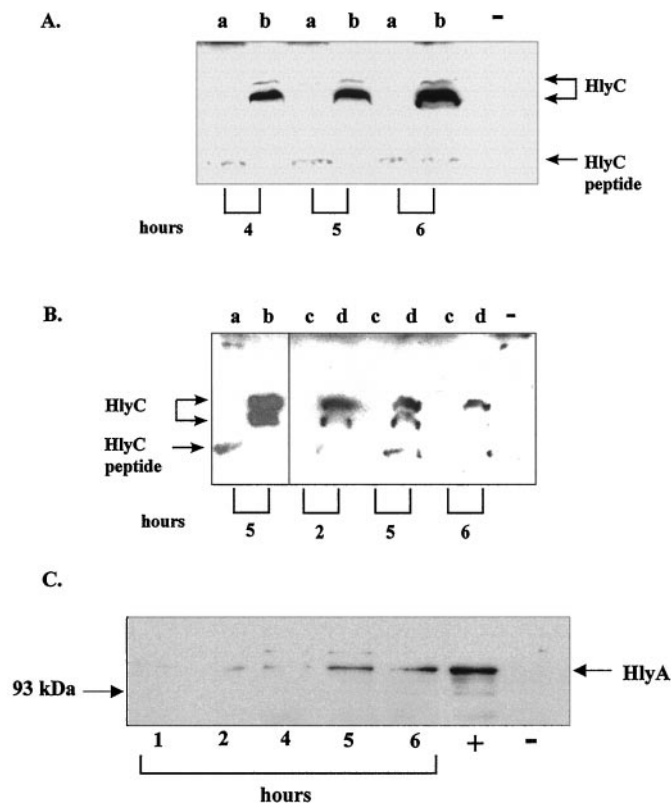 A.
a b a b a b -
HlyC
HlyC
peptide
hours 4 5 6
B.
a b c d c d c d -
HlyC
HlyC
peptide
hours 5 2 5 6
C.
93 kDa
HlyA
1 2 4 5 6 + -
hours